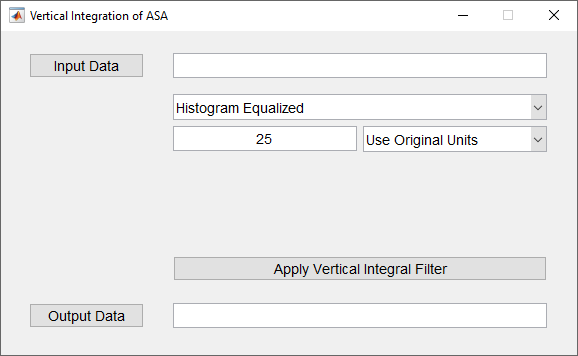 Vertical Integration of ASA
Input Data
Histogram Equalized
25 Use Original Units
Apply Vertical Integral Filter
Output Data